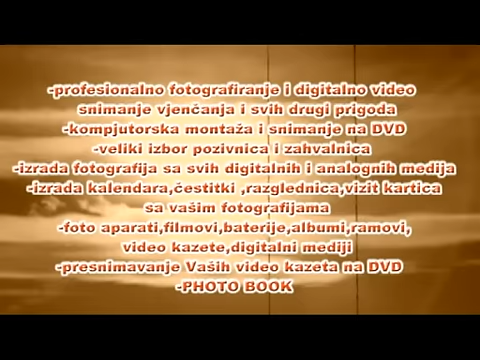 -profesionalno fotografiranje i digitalno video
snimanje vjenčanja i svih drugi prigoda
-kompjutorska montaža i snimanje na DVD
-veliki izbor pozivnica i zahvalnica
-izrada fotografija sa svih digitalnih i analognih medija
-izrada kalendara,čestitki ,razglednica,vizit kartica
sa vašim fotografijama
-foto aparati,filmovi,baterije,albumi,ramovi,
video kazete,digitalni mediji
-presnimavanje Vaših video kazeta na DVD
-PHOTO BOOK